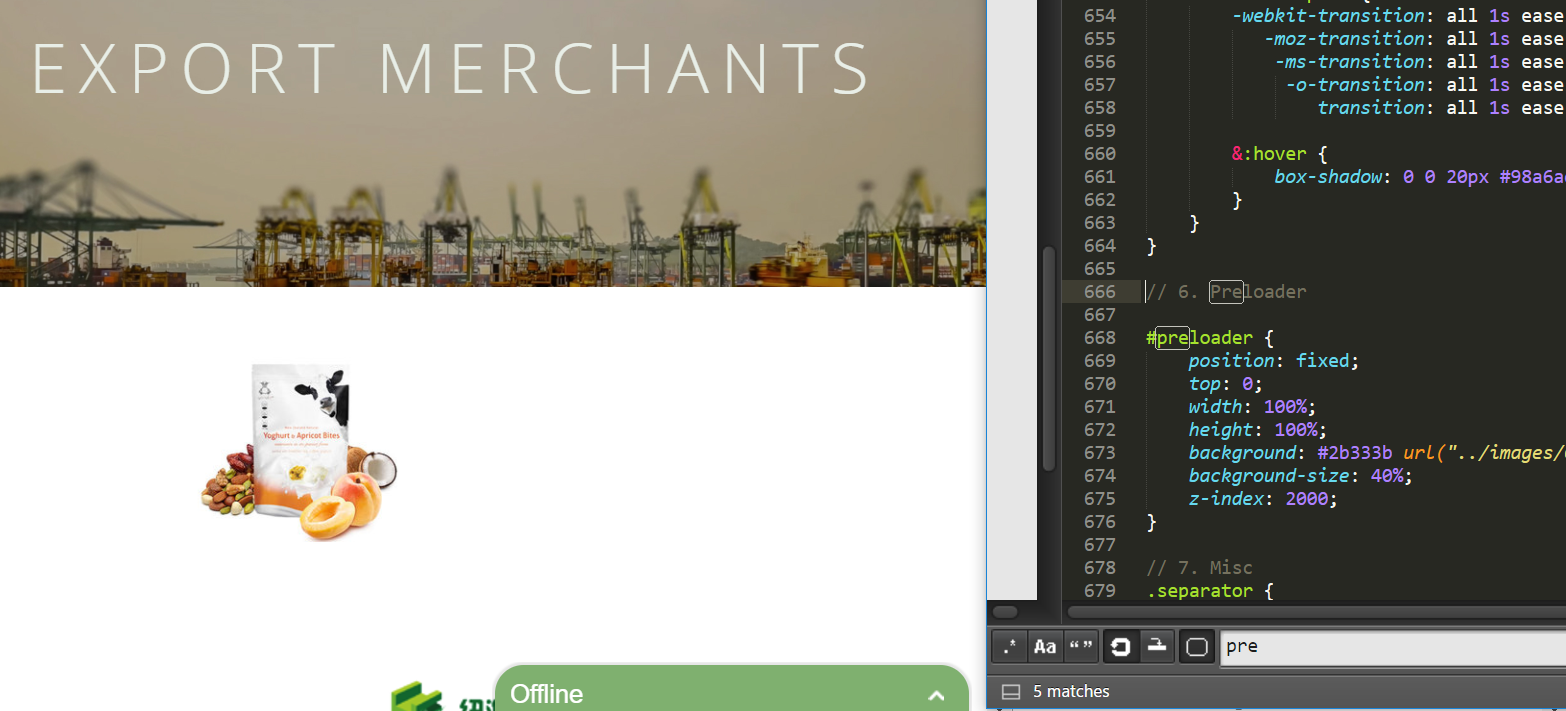 EXPORT MERCHANTS
Yoghurt & Apricot Bites
Offline
654 -webkit-transition: all 1s ease
655 -moz-transition: all 1s ease
656 -ms-transition: all 1s ease
657 -o-transition: all 1s ease
658 transition: all 1s ease
659
660 &:hover {
661 box-shadow: 0 0 20px #98a6a
662 }
663 }
664 }
665
666 // 6. Preloader
667
668 #preloader {
669 position: fixed;
670 top: 0;
671 width: 100%;
672 height: 100%;
673 background: #2b333b url("../images/
674 background-size: 40%;
675 z-index: 2000;
676 }
677
678 // 7. Misc
679 .separator {
.* Aa “ ”
pre
5 matches